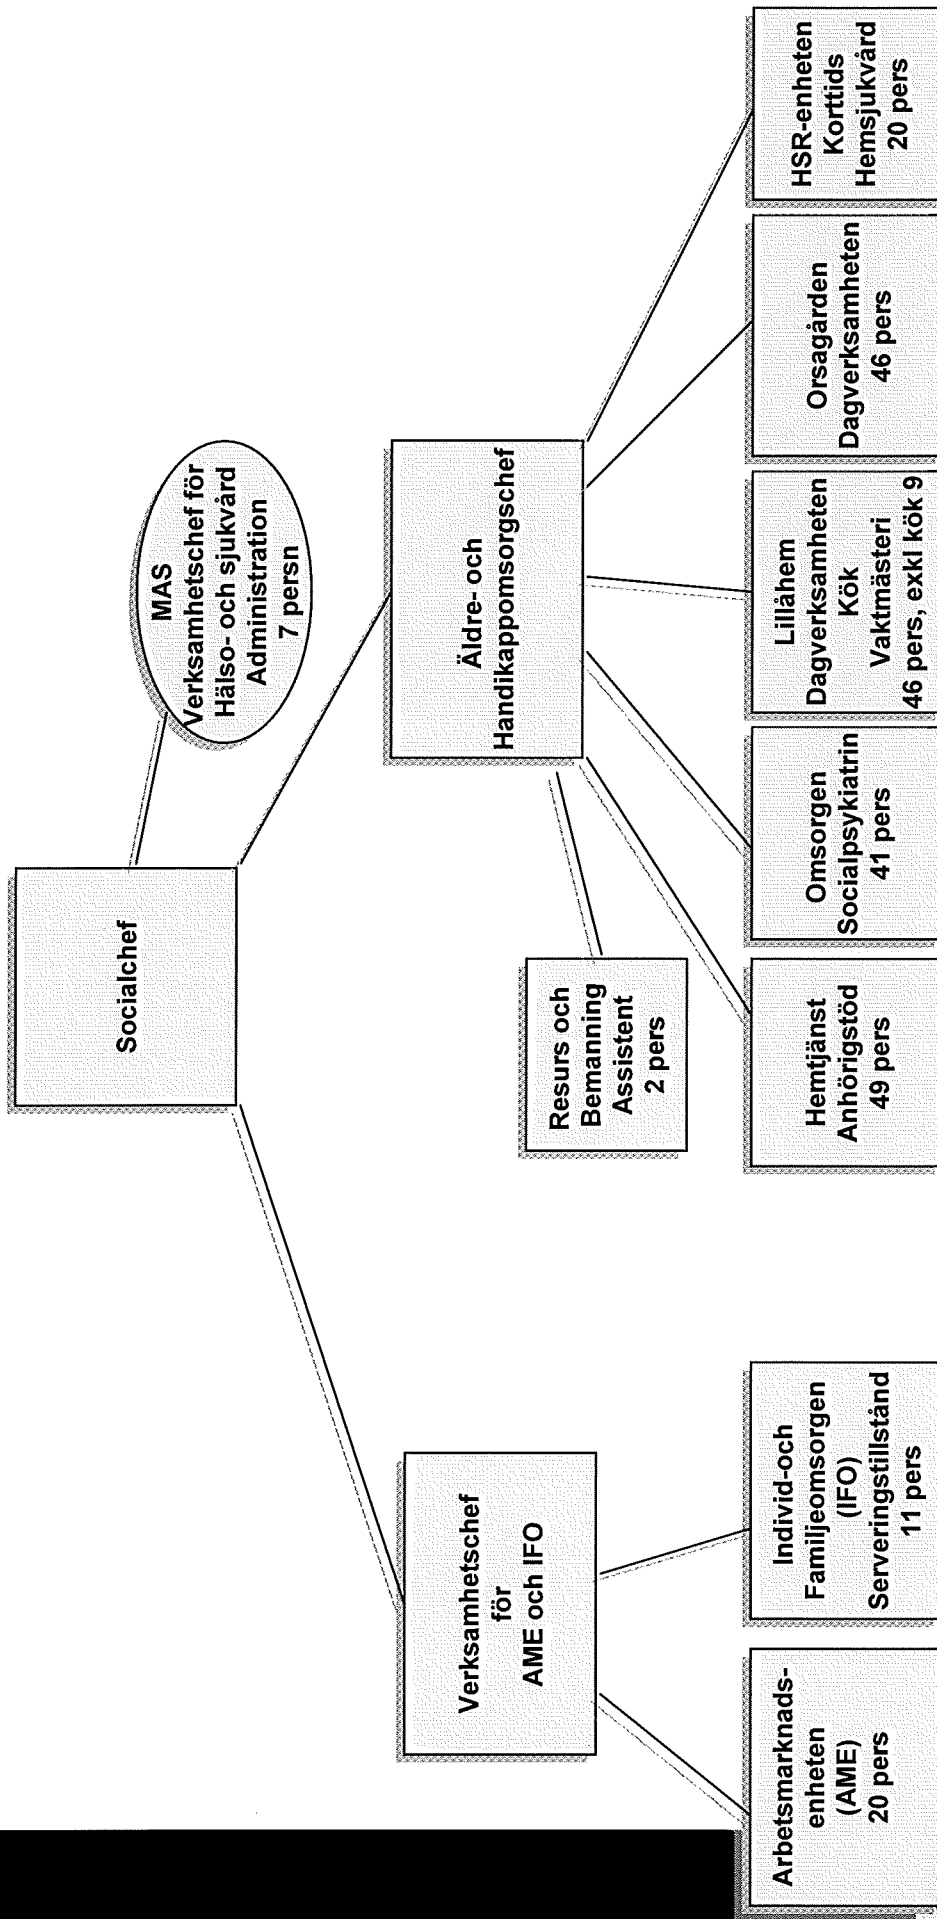 Socialchef
MAS
Verksamhetschef för
Hälso- och sjukvård
Administration
7 persn
Verksamhetschef
för
AME och IFO
Äldre- och
Handikappomsorgschef
Resurs och
Bemanning
Assistent
2 pers
Arbetsmarknads-
enheten
(AME)
20 pers
Individ-och
Familjeomsorgen
(IFO)
Serveringstillstånd
11 pers
Hemtjänst
Anhörigstöd
49 pers
Omsorgen
Socialpsykiatrin
41 pers
Lillåhem
Dagverksamheten
Kök
Vaktmästeri
46 pers, exkl kök 9
Orsagården
Dagverksamheten
46 pers
HSR-enheten
Korttids
Hemsjukvård
20 pers